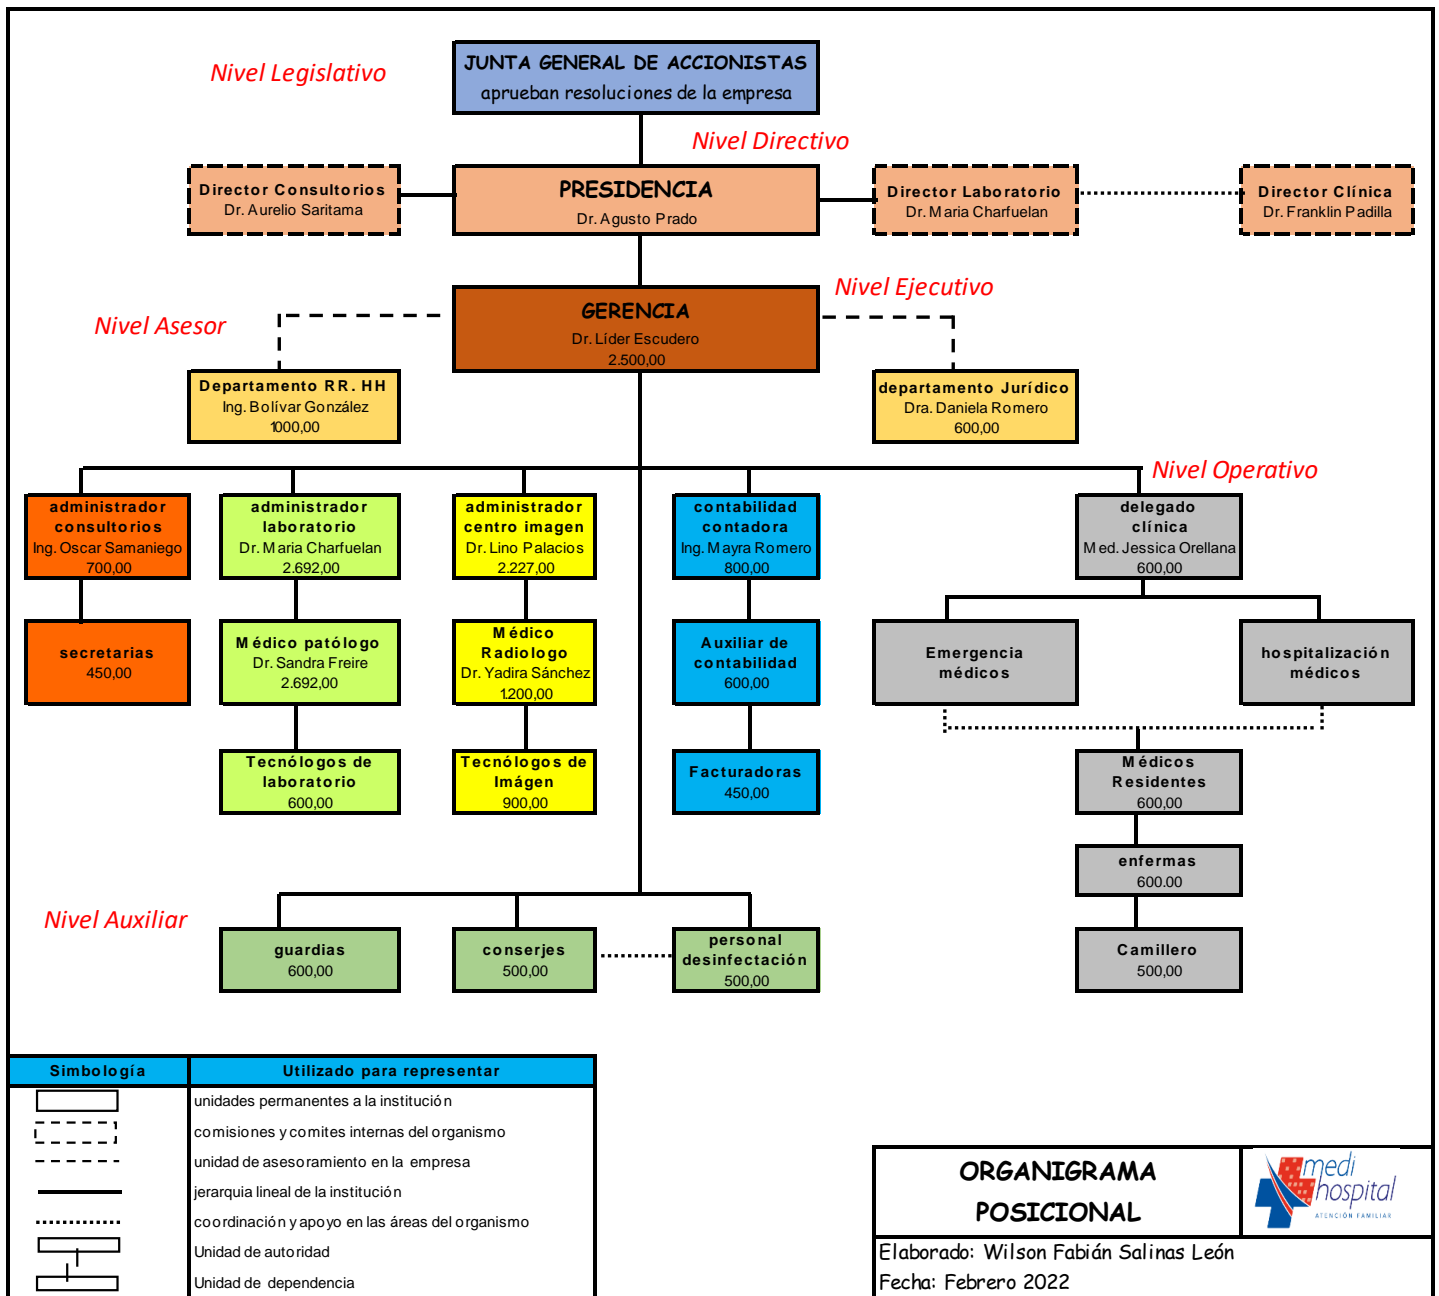 Nivel Legislativo
JUNTA GENERAL DE ACCIONISTAS
aprueban resoluciones de la empresa
Nivel Directivo
Director Consultorios
Dr. Aurelio Saritama
PRESIDENCIA
Dr. Agusto Prado
Director Laboratorio
Dr. Maria Charfuelan
Director Clínica
Dr. Franklin Padilla
Nivel Ejecutivo
Nivel Asesor
GERENCIA
Dr. Líder Escudero
2.500,00
Departamento RR. HH
Ing. Bolívar González
1000,00
departamento Jurídico
Dra. Daniela Romero
600,00
Nivel Operativo
administrador
consultorios
Ing. Oscar Samaniego
700,00
administrador
laboratorio
Dr. Maria Charfuelan
2.692,00
administrador
centro imagen
Dr. Lino Palacios
2.227,00
contabilidad
contadora
Ing. Mayra Romero
800,00
delegado
clínica
Med. Jessica Orellana
600,00
secretarias
450,00
Médico patólogo
Dr. Sandra Freire
2.692,00
Médico
Radiologo
Dr. Yadira Sánchez
1.200,00
Auxiliar de
contabilidad
600,00
Emergencia
médicos
hospitalización
médicos
Tecnólogos de
laboratorio
600,00
Tecnólogos de
Imágen
900,00
Facturadoras
450,00
Médicos
Residentes
600,00
enfermas
600.00
Nivel Auxiliar
guardias
600,00
conserjes
500,00
personal
desinfectación
500,00
Camillero
500,00
Simbología
Utilizado para representar
unidades permanentes a la institución
comisiones y comites internas del organismo
unidad de asesoramiento en la empresa
jerarquia lineal de la institución
coordinación y apoyo en las áreas del organismo
Unidad de autoridad
Unidad de dependencia
ORGANIGRAMA
POSICIONAL
medi
hospital
ATENCIÓN FAMILIAR
Elaborado: Wilson Fabián Salinas León
Fecha: Febrero 2022